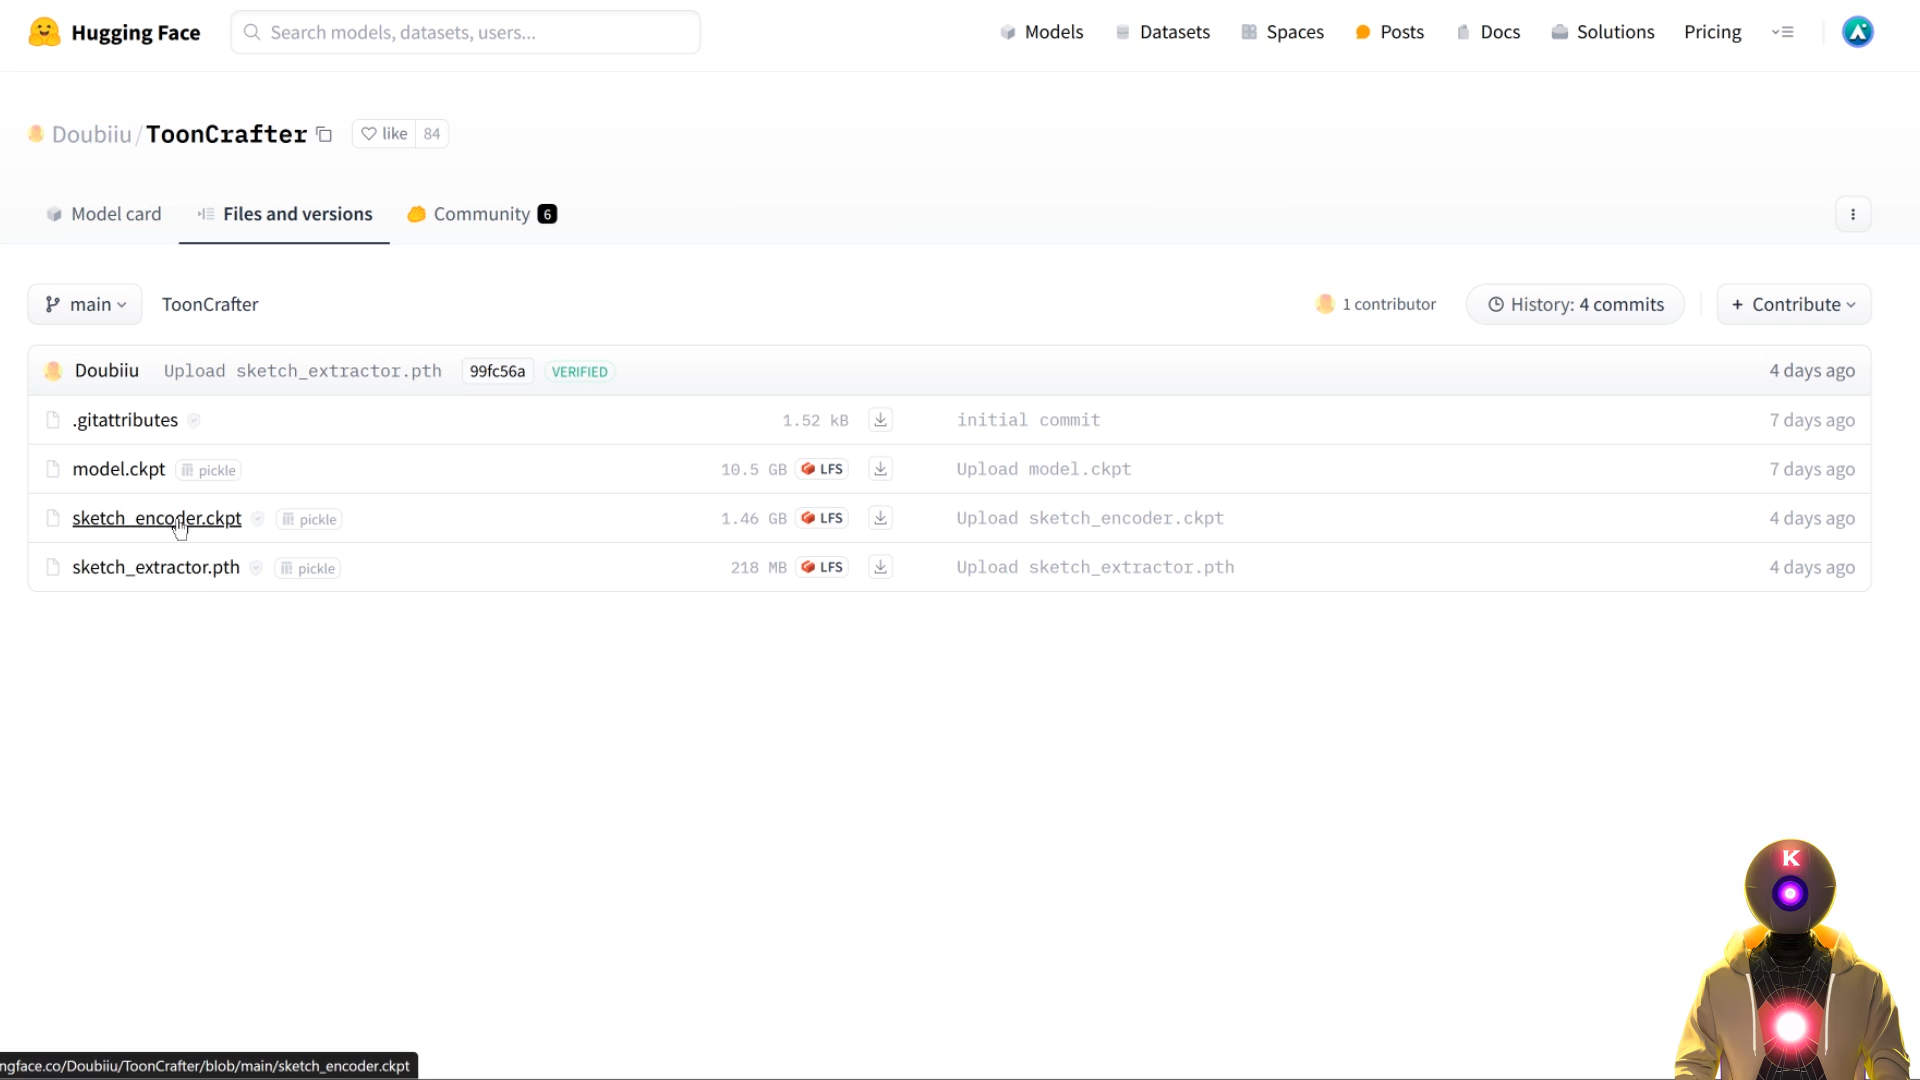 Hugging Face
Search models, datasets, users...
Models
Datasets
Spaces
Posts
Docs
Solutions
Pricing
Doubiiu/ToonCrafter
like 84
Model card
Files and versions
Community 6
main
ToonCrafter
1 contributor
History: 4 commits
+ Contribute
Doubiiu Upload sketch_extractor.pth 99fc56a VERIFIED 4 days ago
.gitattributes 1.52 kB initial commit 7 days ago
model.ckpt pickle 10.5 GB LFS Upload model.ckpt 7 days ago
sketch_encoder.ckpt pickle 1.46 GB LFS Upload sketch_encoder.ckpt 4 days ago
sketch_extractor.pth pickle 218 MB LFS Upload sketch_extractor.pth 4 days ago
K
ngface.co/Doubiiu/ToonCrafter/blob/main/sketch_encoder.ckpt